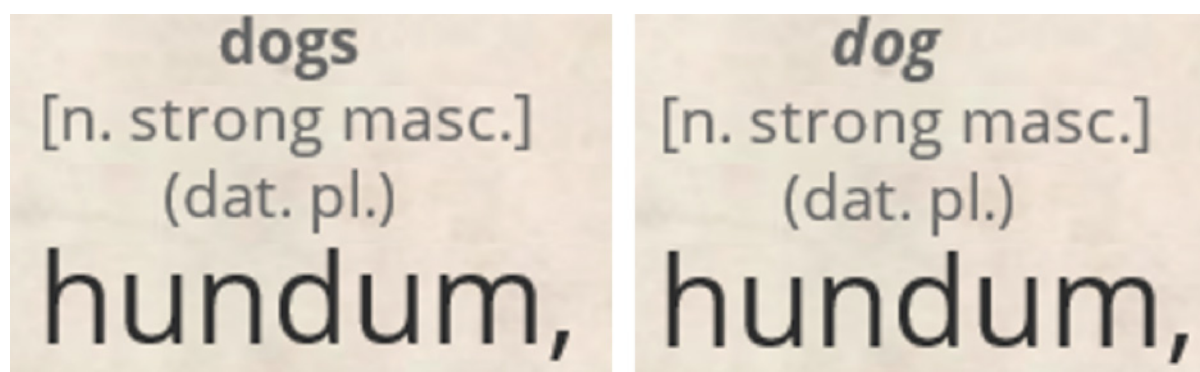 dogs
[n. strong masc.]
(dat. pl.)
hundum,
dog
[n. strong masc.]
(dat. pl.)
hundum,